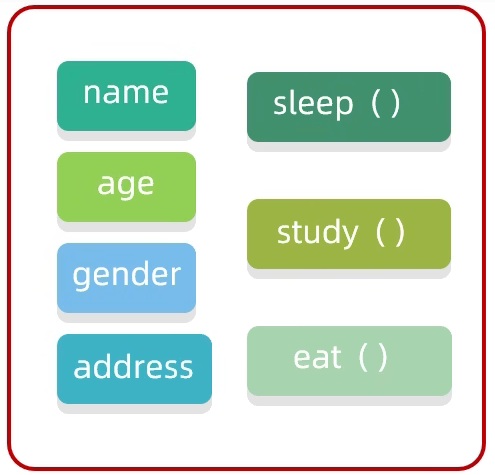 name
age
gender
address
sleep ( )
study ( )
eat ( )